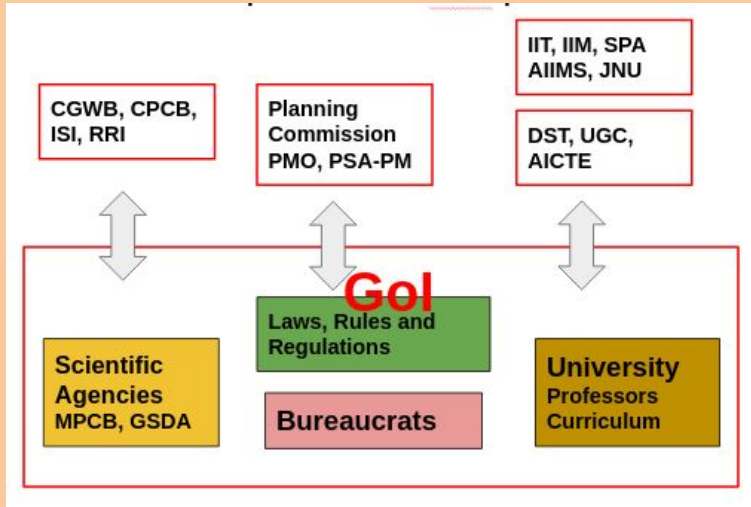 IIT, IIM, SPA
AIIMS, JNU
CGWB, CPCB,
ISI, RRI
Planning
Commission
PMO, PSA-PM
DST, UGC,
AICTE
GoI
Laws, Rules and
Regulations
Scientific
Agencies
MPCB, GSDA
Bureaucrats
University
Professors
Curriculum